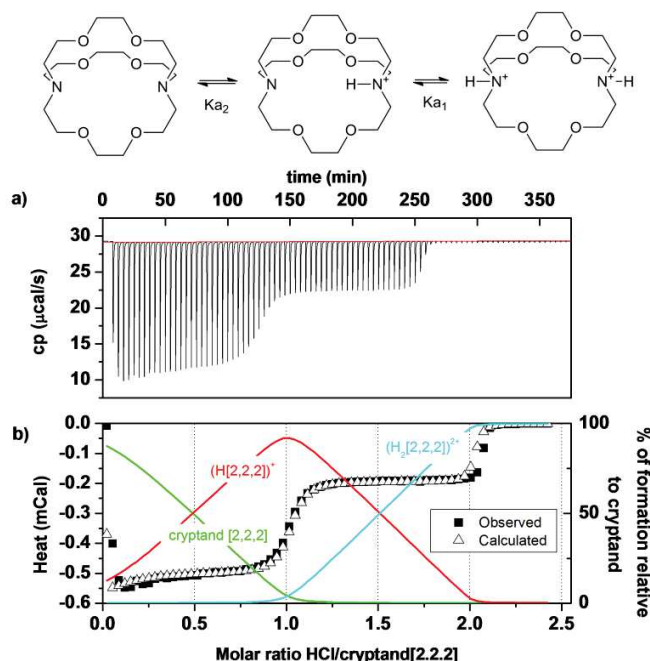 O O
O O
N N
O O
Ka₂
O O
O O
H-N⁺
N
O O
Ka₁
O O
O O
H-N⁺ N⁺-H
O O
time (min)
a)
0 50 100 150 200 250 300 350
cp (µcal/s)
30
25
20
15
10
b)
Heat (mCal)
0.0
-0.1
-0.2
-0.3
-0.4
-0.5
-0.6
(H[2,2,2])⁺
(H₂[2,2,2])²⁺
cryptand [2,2,2]
Observed
Calculated
100
50
0
% of formation relative
to cryptand
0.0 0.5 1.0 1.5 2.0 2.5
Molar ratio HCl/cryptand[2.2.2]